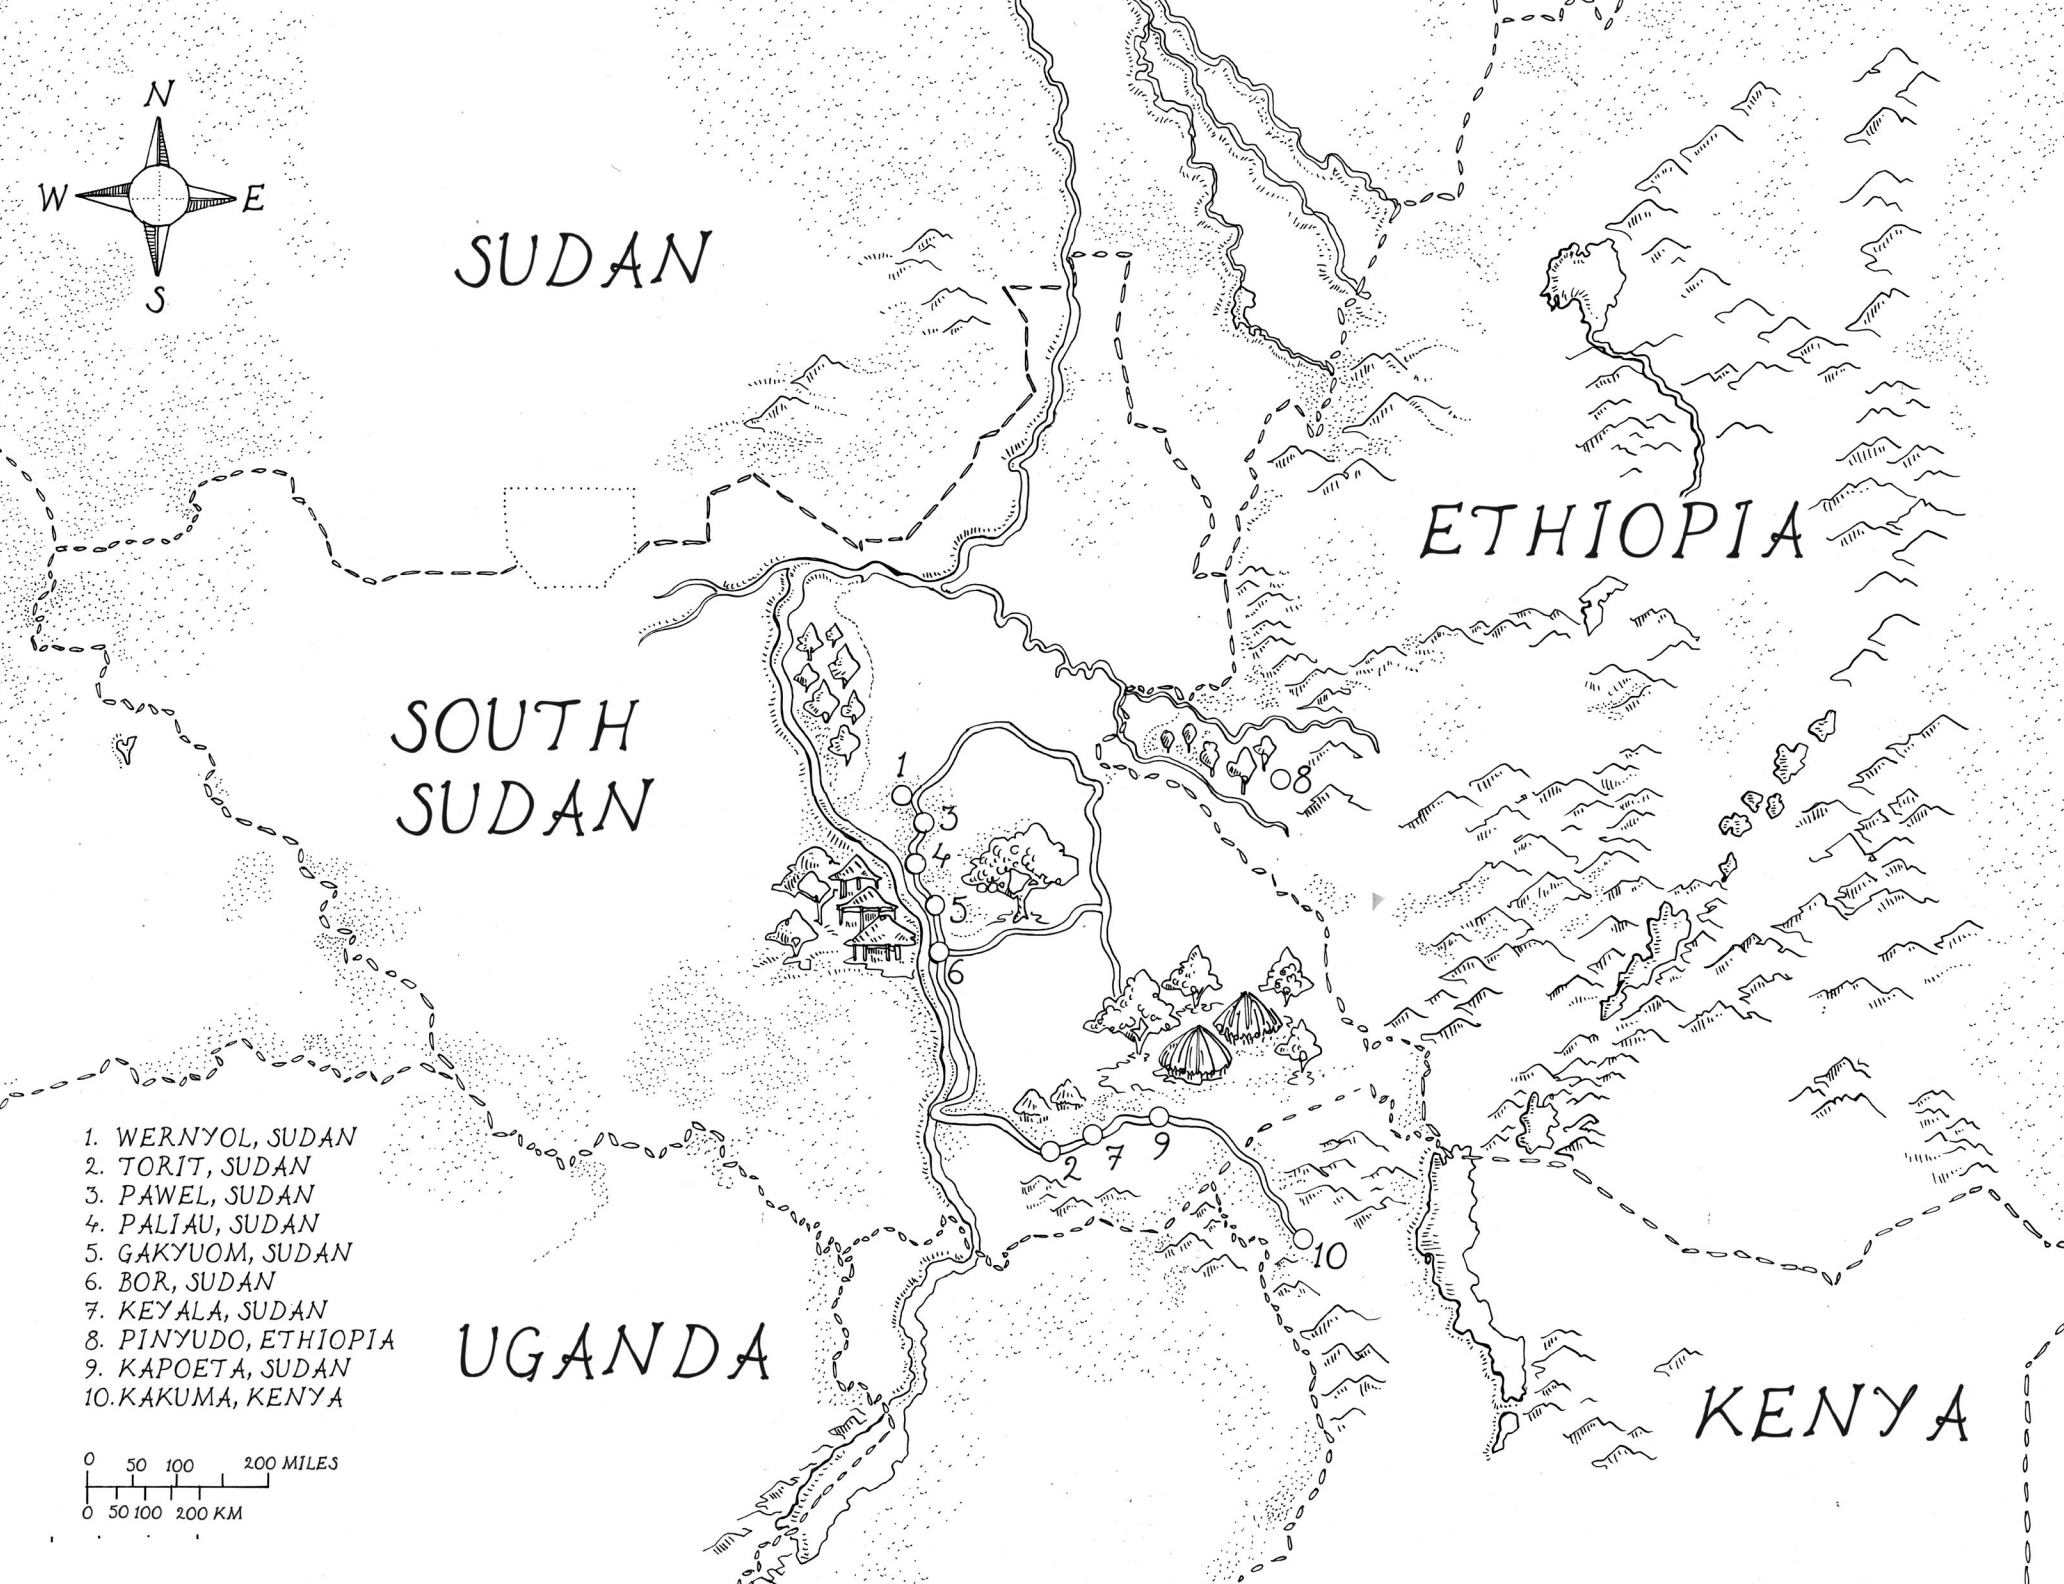 N
W E
S
SUDAN
ETHIOPIA
SOUTH
SUDAN
1
8
3
4
5
6
2 7 9
10
1. WERNYOL, SUDAN
2. TORIT, SUDAN
3. PAWEL, SUDAN
4. PALIAU, SUDAN
5. GAKYUOM, SUDAN
6. BOR, SUDAN
7. KEYALA, SUDAN
8. PINYUDO, ETHIOPIA
9. KAPOETA, SUDAN
10. KAKUMA, KENYA
UGANDA
KENYA
0 50 100 200 MILES
0 50 100 200 KM